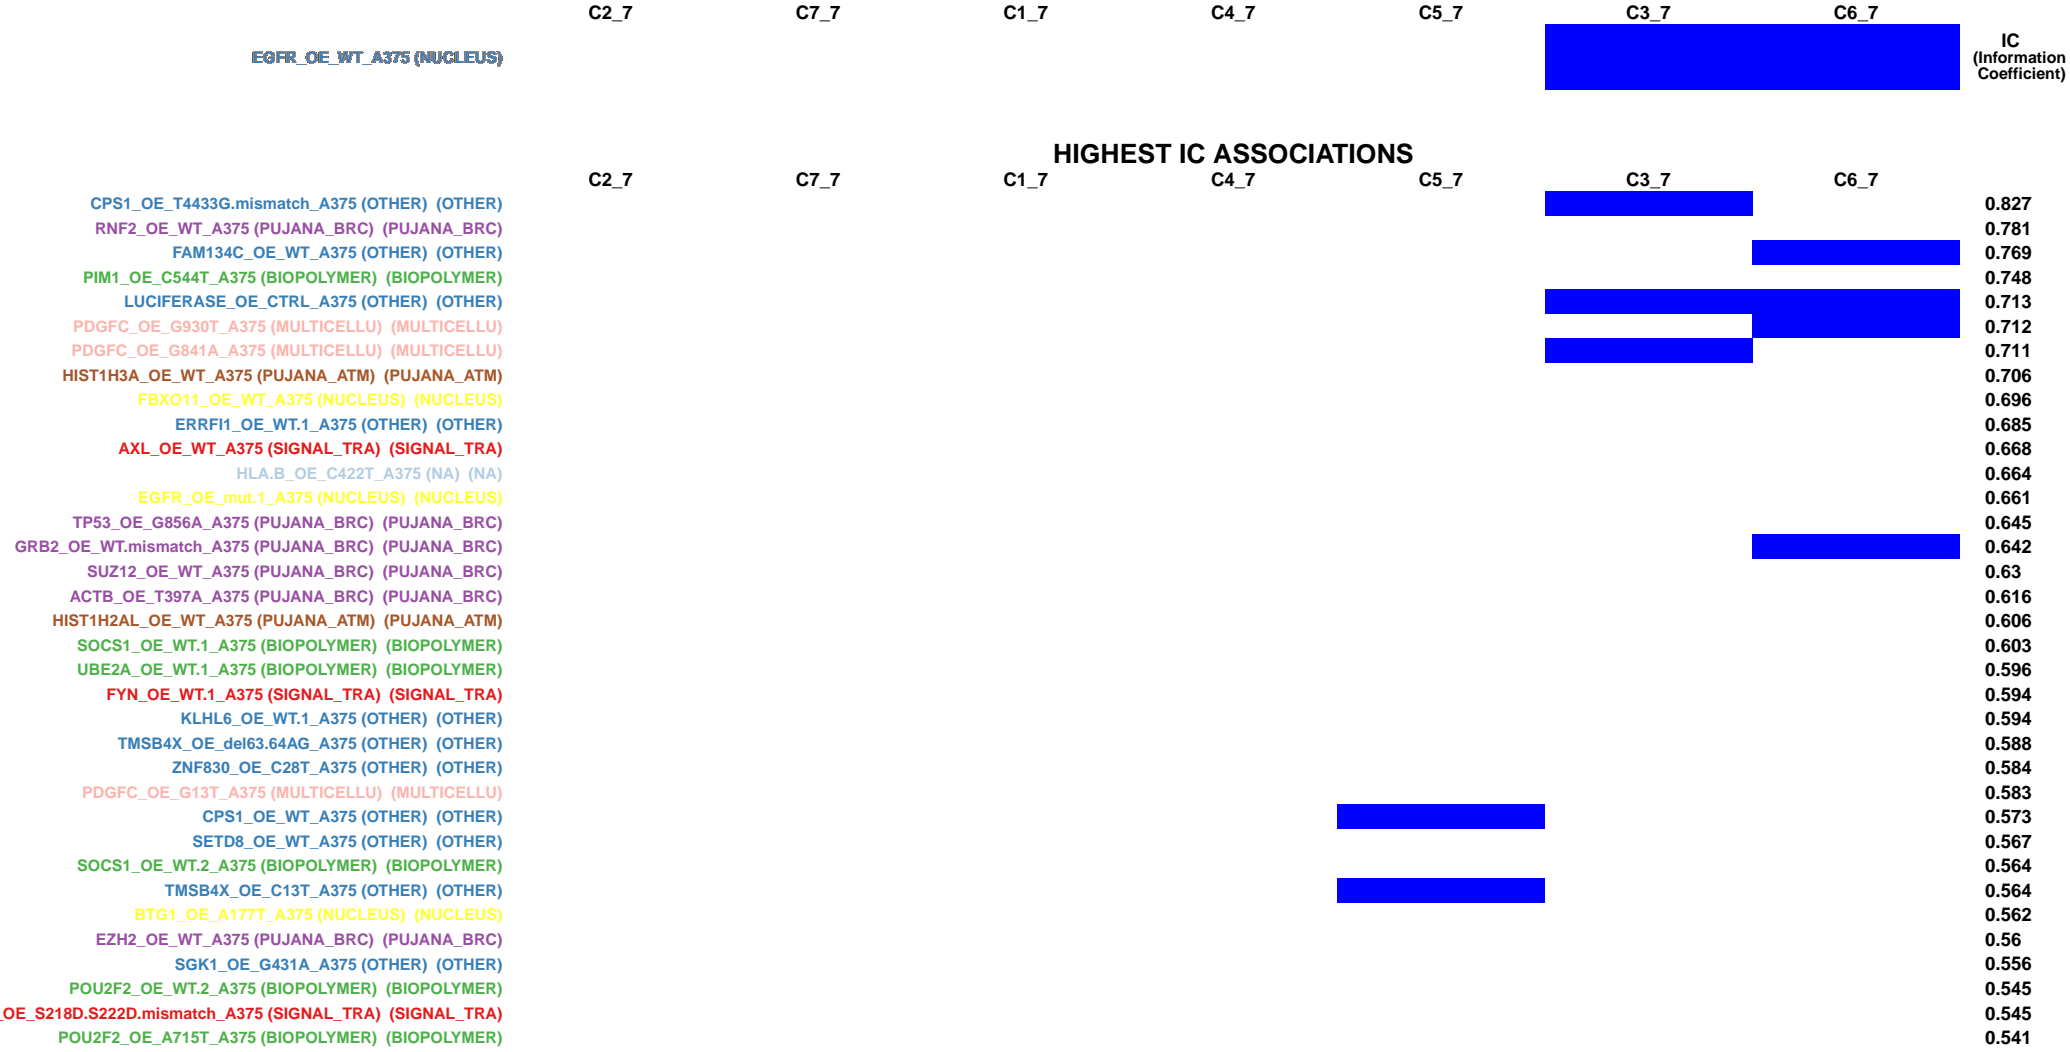 C2_7 C7_7 C1_7 C4_7 C5_7 C3_7 C6_7
EGFR_OE_WT_A375 (NUCLEUS)
IC
(Information
Coefficient)
HIGHEST IC ASSOCIATIONS
C2_7 C7_7 C1_7 C4_7 C5_7 C3_7 C6_7
CPS1_OE_T4433G.mismatch_A375 (OTHER) (OTHER) 0.827
RNF2_OE_WT_A375 (PUJANA_BRC) (PUJANA_BRC) 0.781
FAM134C_OE_WT_A375 (OTHER) (OTHER) 0.769
PIM1_OE_C544T_A375 (BIOPOLYMER) (BIOPOLYMER) 0.748
LUCIFERASE_OE_CTRL_A375 (OTHER) (OTHER) 0.713
PDGFC_OE_G930T_A375 (MULTICELLU) (MULTICELLU) 0.712
PDGFC_OE_G841A_A375 (MULTICELLU) (MULTICELLU) 0.711
HIST1H3A_OE_WT_A375 (PUJANA_ATM) (PUJANA_ATM) 0.706
FBXO11_OE_WT_A375 (NUCLEUS) (NUCLEUS) 0.696
ERRFI1_OE_WT.1_A375 (OTHER) (OTHER) 0.685
AXL_OE_WT_A375 (SIGNAL_TRA) (SIGNAL_TRA) 0.668
HLA.B_OE_C422T_A375 (NA) (NA) 0.664
EGFR_OE_mut.1_A375 (NUCLEUS) (NUCLEUS) 0.661
TP53_OE_G856A_A375 (PUJANA_BRC) (PUJANA_BRC) 0.645
GRB2_OE_WT.mismatch_A375 (PUJANA_BRC) (PUJANA_BRC) 0.642
SUZ12_OE_WT_A375 (PUJANA_BRC) (PUJANA_BRC) 0.63
ACTB_OE_T397A_A375 (PUJANA_BRC) (PUJANA_BRC) 0.616
HIST1H2AL_OE_WT_A375 (PUJANA_ATM) (PUJANA_ATM) 0.606
SOCS1_OE_WT.1_A375 (BIOPOLYMER) (BIOPOLYMER) 0.603
UBE2A_OE_WT.1_A375 (BIOPOLYMER) (BIOPOLYMER) 0.596
FYN_OE_WT.1_A375 (SIGNAL_TRA) (SIGNAL_TRA) 0.594
KLHL6_OE_WT.1_A375 (OTHER) (OTHER) 0.594
TMSB4X_OE_del63.64AG_A375 (OTHER) (OTHER) 0.588
ZNF830_OE_C28T_A375 (OTHER) (OTHER) 0.584
PDGFC_OE_G13T_A375 (MULTICELLU) (MULTICELLU) 0.583
CPS1_OE_WT_A375 (OTHER) (OTHER) 0.573
SETD8_OE_WT_A375 (OTHER) (OTHER) 0.567
SOCS1_OE_WT.2_A375 (BIOPOLYMER) (BIOPOLYMER) 0.564
TMSB4X_OE_C13T_A375 (OTHER) (OTHER) 0.564
BTG1_OE_A177T_A375 (NUCLEUS) (NUCLEUS) 0.562
EZH2_OE_WT_A375 (PUJANA_BRC) (PUJANA_BRC) 0.56
SGK1_OE_G431A_A375 (OTHER) (OTHER) 0.556
POU2F2_OE_WT.2_A375 (BIOPOLYMER) (BIOPOLYMER) 0.545
_OE_S218D.S222D.mismatch_A375 (SIGNAL_TRA) (SIGNAL_TRA) 0.545
POU2F2_OE_A715T_A375 (BIOPOLYMER) (BIOPOLYMER) 0.541